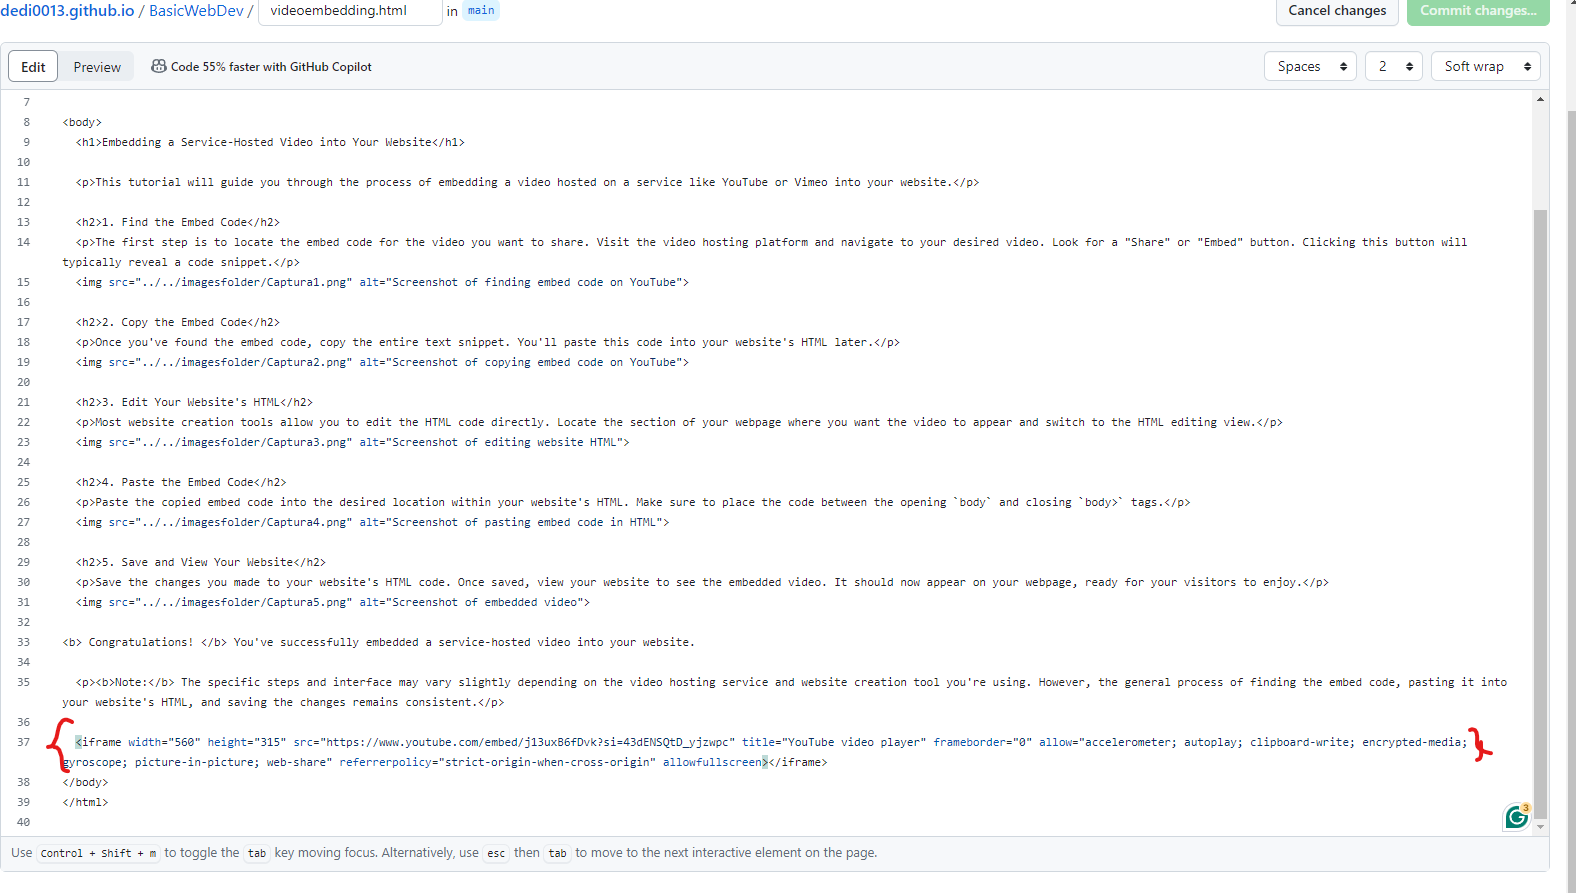 dedi0013.github.io / BasicWebDev / videoembedding.html in main Cancel changes Commit changes...
Edit Preview Code 55% faster with GitHub Copilot Spaces 2 Soft wrap
7
8 <body>
9 <h1>Embedding a Service-Hosted Video into Your Website</h1>
10
11 <p>This tutorial will guide you through the process of embedding a video hosted on a service like YouTube or Vimeo into your website.</p>
12
13 <h2>1. Find the Embed Code</h2>
14 <p>The first step is to locate the embed code for the video you want to share. Visit the video hosting platform and navigate to your desired video. Look for a "Share" or "Embed" button. Clicking this button will
typically reveal a code snippet.</p>
15 <img src="../../imagesfolder/Captura1.png" alt="Screenshot of finding embed code on YouTube">
16
17 <h2>2. Copy the Embed Code</h2>
18 <p>Once you've found the embed code, copy the entire text snippet. You'll paste this code into your website's HTML later.</p>
19 <img src="../../imagesfolder/Captura2.png" alt="Screenshot of copying embed code on YouTube">
20
21 <h2>3. Edit Your Website's HTML</h2>
22 <p>Most website creation tools allow you to edit the HTML code directly. Locate the section of your webpage where you want the video to appear and switch to the HTML editing view.</p>
23 <img src="../../imagesfolder/Captura3.png" alt="Screenshot of editing website HTML">
24
25 <h2>4. Paste the Embed Code</h2>
26 <p>Paste the copied embed code into the desired location within your website's HTML. Make sure to place the code between the opening `body` and closing `body>` tags.</p>
27 <img src="../../imagesfolder/Captura4.png" alt="Screenshot of pasting embed code in HTML">
28
29 <h2>5. Save and View Your Website</h2>
30 <p>Save the changes you made to your website's HTML code. Once saved, view your website to see the embedded video. It should now appear on your webpage, ready for your visitors to enjoy.</p>
31 <img src="../../imagesfolder/Captura5.png" alt="Screenshot of embedded video">
32
33 <b> Congratulations! </b> You've successfully embedded a service-hosted video into your website.
34
35 <p><b>Note:</b> The specific steps and interface may vary slightly depending on the video hosting service and website creation tool you're using. However, the general process of finding the embed code, pasting it into
your website's HTML, and saving the changes remains consistent.</p>
36
37 <iframe width="560" height="315" src="https://www.youtube.com/embed/j13uxB6fDvk?si=43dENSQtD_yjzwpc" title="YouTube video player" frameborder="0" allow="accelerometer; autoplay; clipboard-write; encrypted-media;
gyroscope; picture-in-picture; web-share" referrerpolicy="strict-origin-when-cross-origin" allowfullscreen></iframe>
38 </body>
39 </html>
40
3
Use Control + Shift + m to toggle the tab key moving focus. Alternatively, use esc then tab to move to the next interactive element on the page.